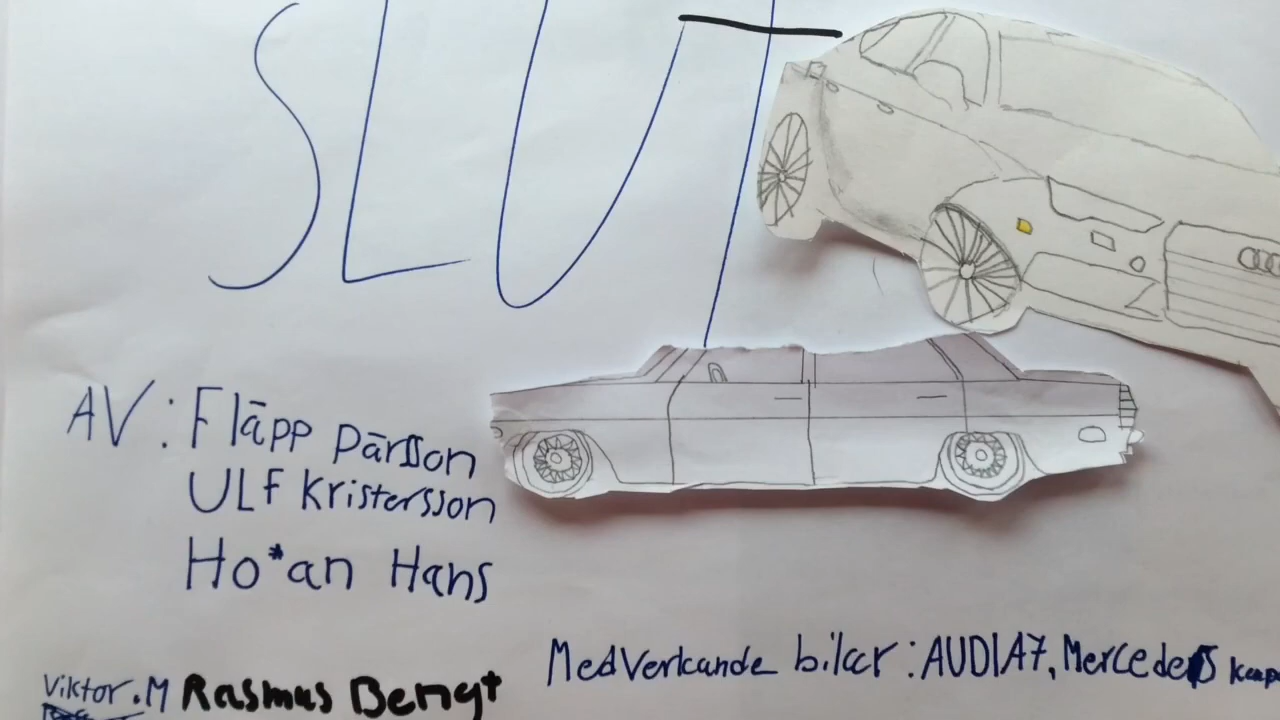 SLUT
AV: Fläpp Pärsson
ULF Kristersson
Ho*an Hans
Viktor.M Rasmus Bengt
Medverkande bilar: AUDI A7, Mercedes